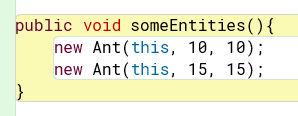 public void someEntities(){
    new Ant(this, 10, 10);
    new Ant(this, 15, 15);
}